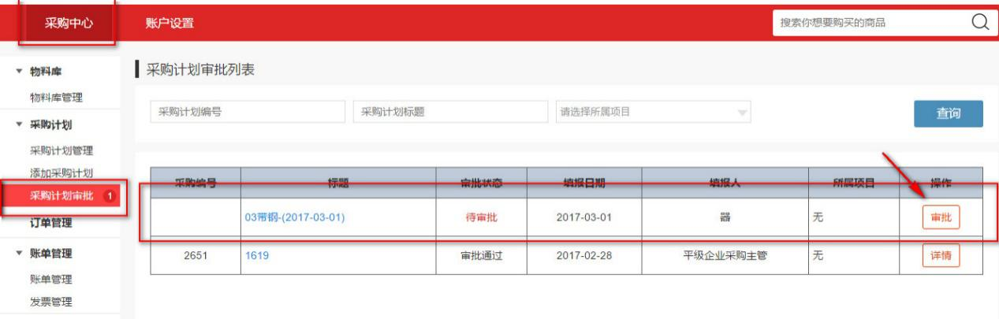 采购中心 账户设置 搜索你想要购买的商品
物料库
物料库管理
采购计划
采购计划管理
添加采购计划
采购计划审批 1
订单管理
账单管理
账单管理
发票管理
采购计划审批列表
采购计划编号 采购计划标题 请选择所属项目 查询
采购编号 标题 审批状态 填报日期 填报人 所属项目 操作
03带钢-(2017-03-01) 待审批 2017-03-01 器 无 审批
2651 1619 审批通过 2017-02-28 平级企业采购主管 无 详情